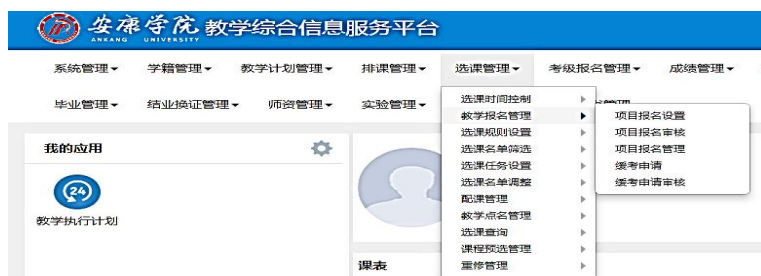 安康学院 教学综合信息服务平台
ANKANG UNIVERSITY
系统管理 学籍管理 教学计划管理 排课管理 选课管理 考级报名管理 成绩管理
毕业管理 结业换证管理 师资管理 实验管理
选课时间控制
教学报名管理
选课规则设置
选课名单筛选
选课任务设置
选课名单调整
配课管理
教学点名管理
选课查询
课程预选管理
重修管理
项目报名设置
项目报名审核
项目报名管理
缓考申请
缓考申请审核
我的应用
24
教学执行计划
课表